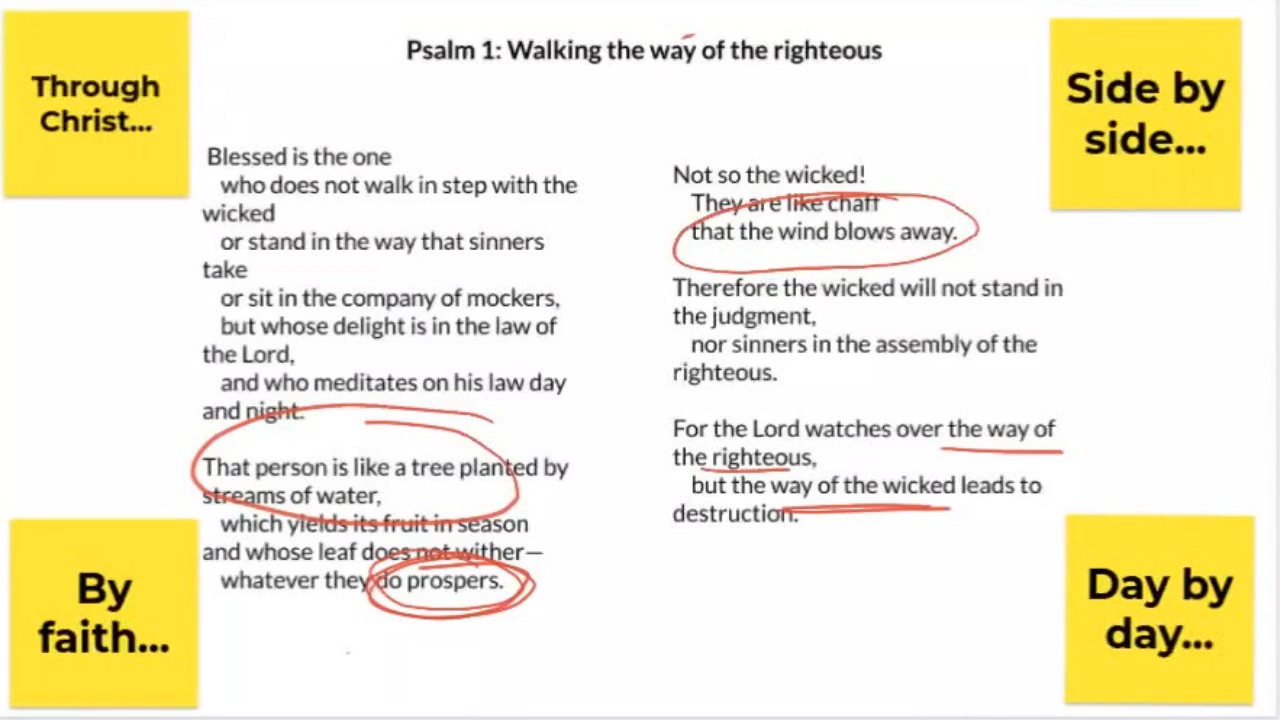 Psalm 1: Walking the way of the righteous
Through
Christ...
Side by
side...
Blessed is the one
who does not walk in step with the
wicked
or stand in the way that sinners
take
or sit in the company of mockers,
but whose delight is in the law of
the Lord,
and who meditates on his law day
and night.
That person is like a tree planted by
streams of water,
which yields its fruit in season
and whose leaf does not wither—
whatever they do prospers.
Not so the wicked!
They are like chaff
that the wind blows away.
Therefore the wicked will not stand in
the judgment,
nor sinners in the assembly of the
righteous.
For the Lord watches over the way of
the righteous,
but the way of the wicked leads to
destruction.
By
faith...
Day by
day...